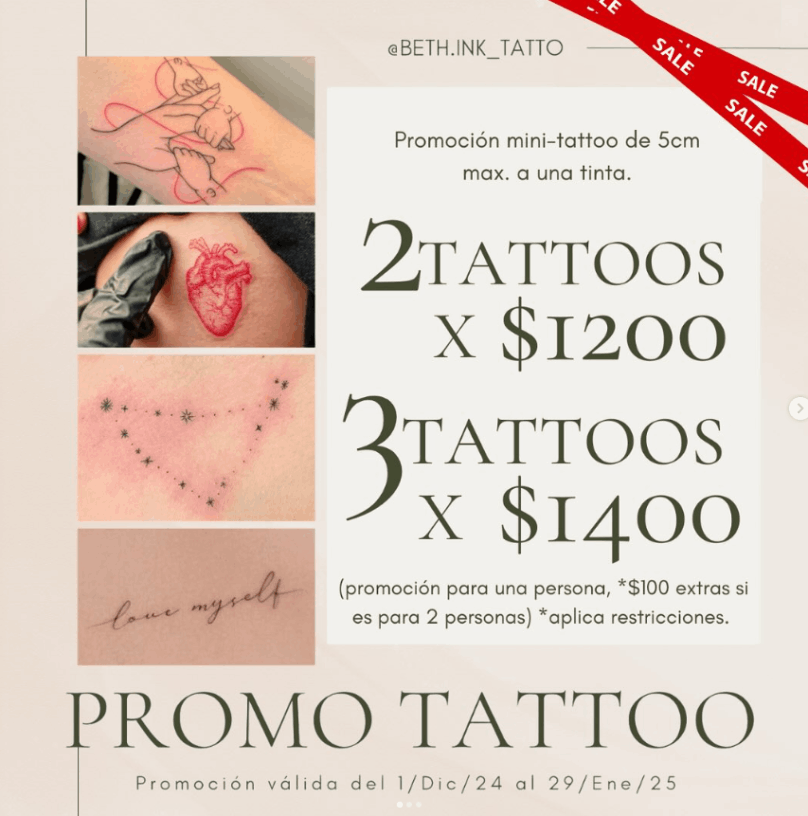 @BETH.INK_TATTO
SALE
SALE
SALE
Promoción mini-tattoo de 5cm
max. a una tinta.
2TATTOOS
X $1200
3TATTOOS
X $1400
(promoción para una persona, *$100 extras si
es para 2 personas) *aplica restricciones.
love myself
PROMO TATTOO
Promoción válida del 1/Dic/24 al 29/Ene/25